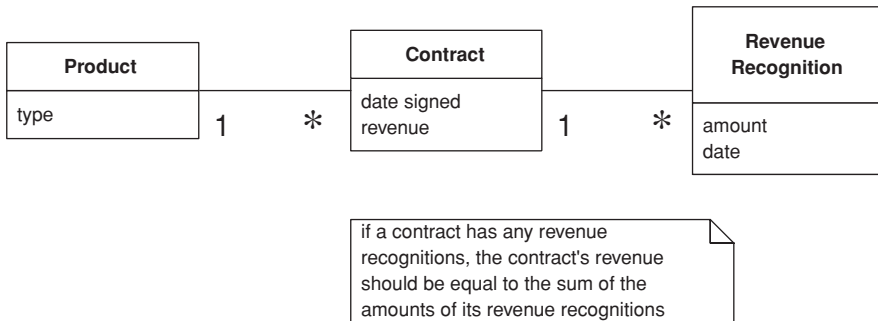 Product
type
1
*
Contract
date signed
revenue
1
*
Revenue
Recognition
amount
date
if a contract has any revenue
recognitions, the contract's revenue
should be equal to the sum of the
amounts of its revenue recognitions